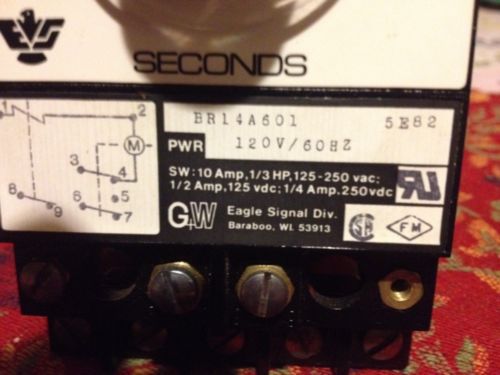 SECONDS
BR14A601 5E82
PWR 120V/60HZ
SW: 10 Amp, 1/3 HP, 125-250 vac;
1/2 Amp, 125 vdc; 1/4 Amp. 250vdc
G+W Eagle Signal Div.
Baraboo, WI. 53913
1 2
M
3 4
5
8 9 6 7
UR
SA
FM